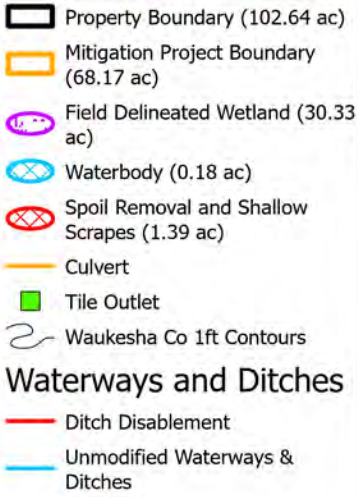 Property Boundary (102.64 ac)
Mitigation Project Boundary
(68.17 ac)
Field Delineated Wetland (30.33
ac)
Waterbody (0.18 ac)
Spoil Removal and Shallow
Scrapes (1.39 ac)
Culvert
Tile Outlet
Waukesha Co 1ft Contours
Waterways and Ditches
Ditch Disablement
Unmodified Waterways &
Ditches